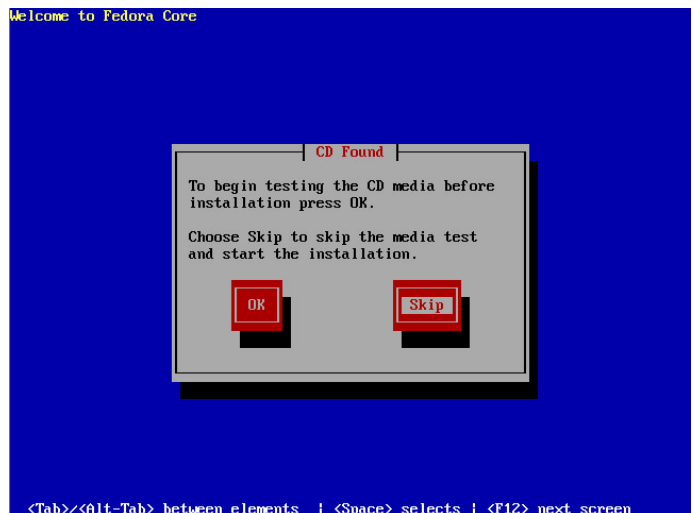 Welcome to Fedora Core
CD Found
To begin testing the CD media before
installation press OK.
Choose Skip to skip the media test
and start the installation.
OK Skip
<Tab>/<Alt-Tab> between elements | <Space> selects | <F12> next screen